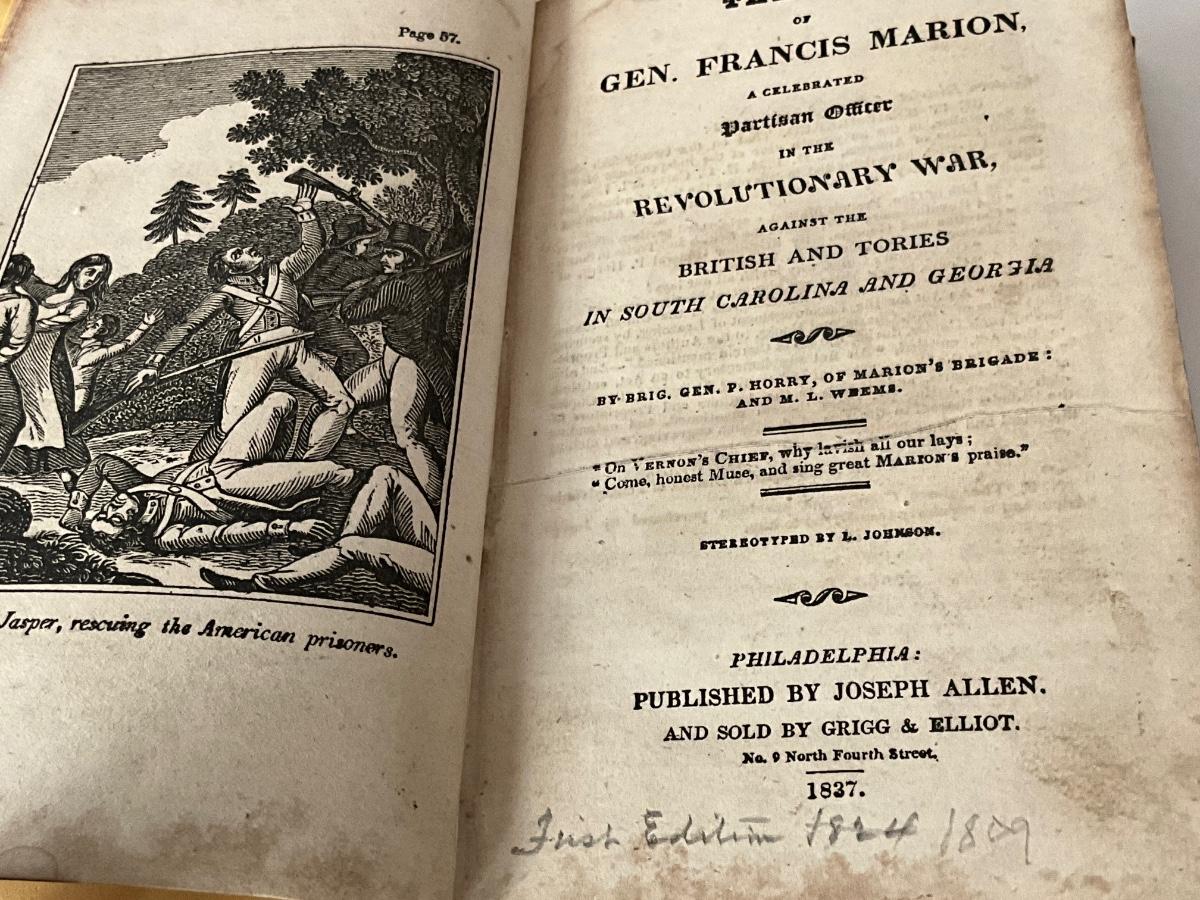 Page 57.
Jasper, rescuing the American prisoners.
OF
GEN. FRANCIS MARION,
A CELEBRATED
Partisan Officer
IN THE
REVOLUTIONARY WAR,
AGAINST THE
BRITISH AND TORIES
IN SOUTH CAROLINA AND GEORGIA
BY BRIG. GEN. P. HORRY, OF MARION'S BRIGADE:
AND M. L. WEEMS.
"On VERNON'S CHIEF, why lavish all our lays;
"Come, honest Muse, and sing great MARION'S praise."
STEREOTYPED BY L. JOHNSON.
PHILADELPHIA:
PUBLISHED BY JOSEPH ALLEN.
AND SOLD BY GRIGG & ELLIOT.
No. 9 North Fourth Street.
1837.
First Edition 1824 1809